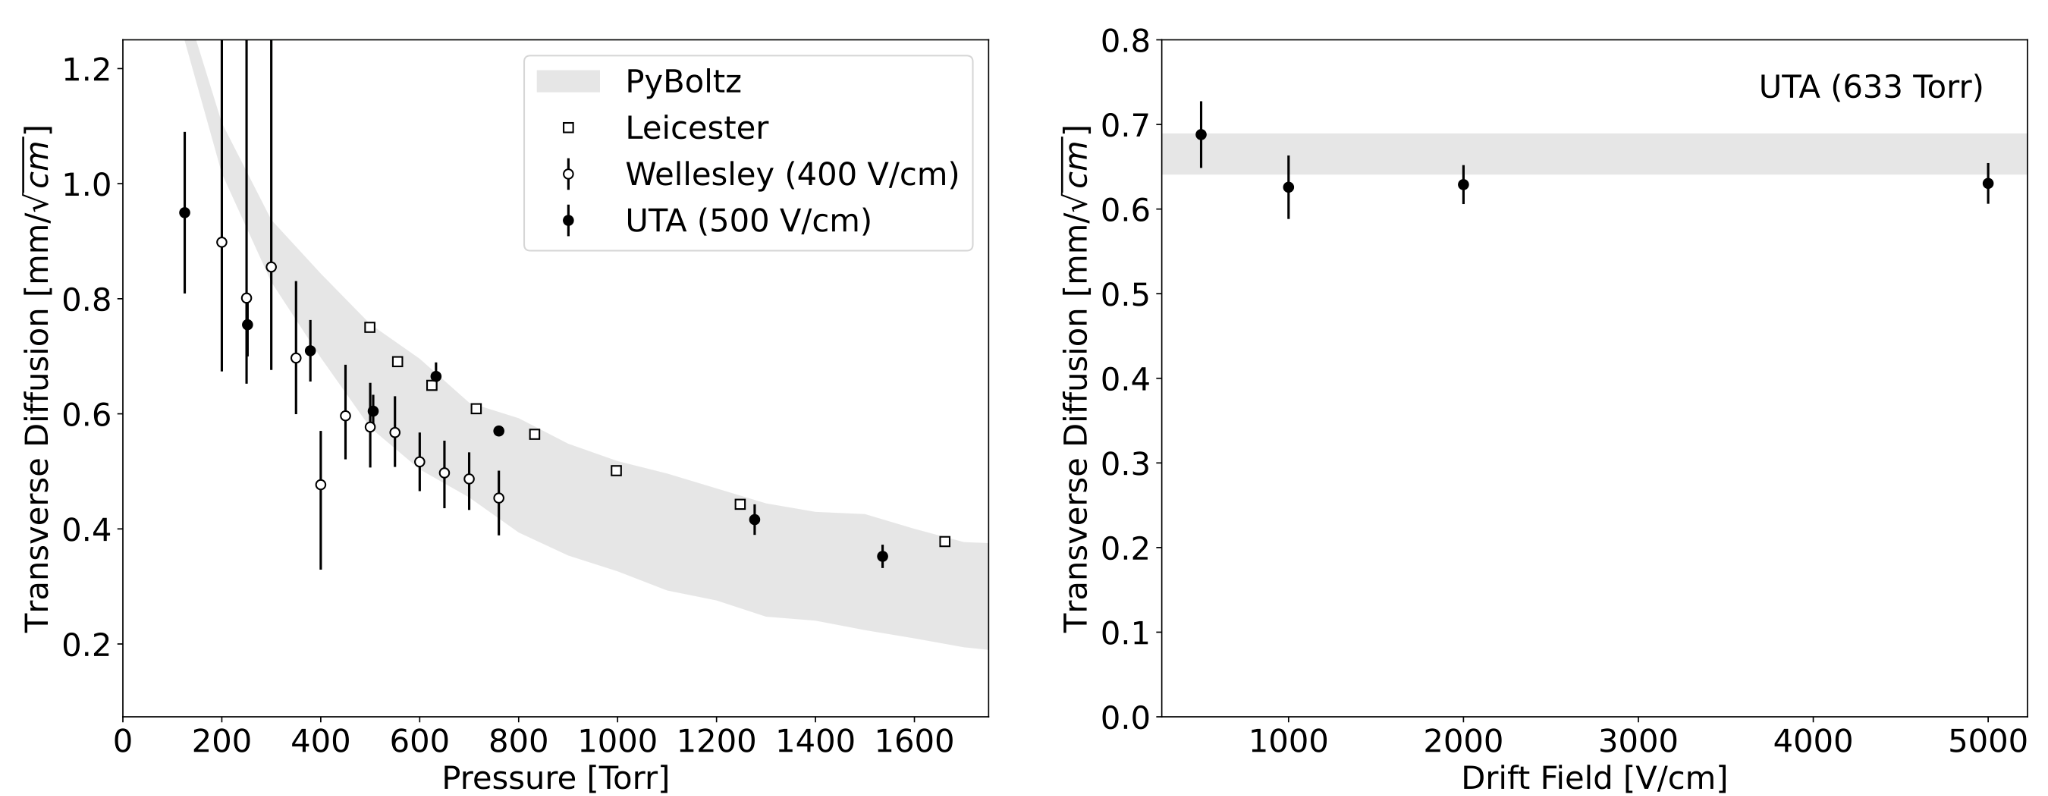 1.2
1.0
0.8
0.6
0.4
0.2
Transverse Diffusion [mm/√cm]
0 200 400 600 800 1000 1200 1400 1600
Pressure [Torr]
PyBoltz
Leicester
Wellesley (400 V/cm)
UTA (500 V/cm)
0.8
0.7
0.6
0.5
0.4
0.3
0.2
0.1
0.0
Transverse Diffusion [mm/√cm]
UTA (633 Torr)
1000 2000 3000 4000 5000
Drift Field [V/cm]